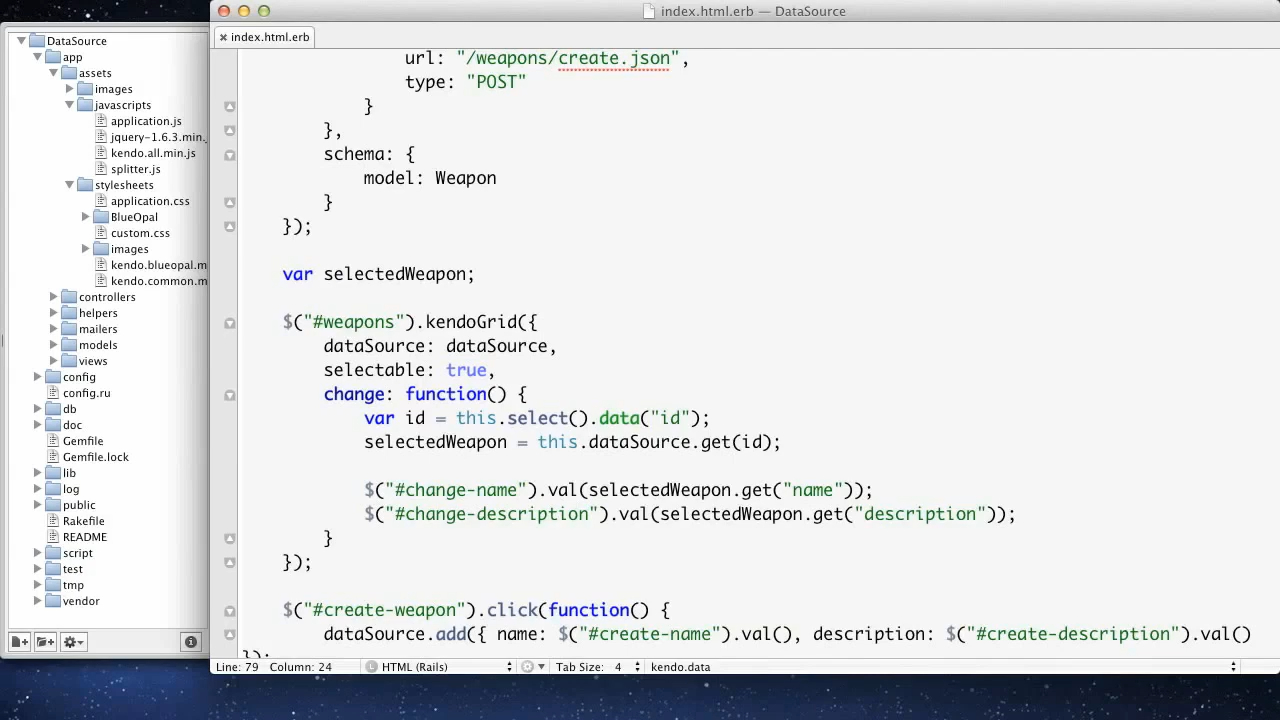 index.html.erb — DataSource
index.html.erb
DataSource
app
assets
images
javascripts
application.js
jquery-1.6.3.min.
kendo.all.min.js
splitter.js
stylesheets
application.css
BlueOpal
custom.css
images
kendo.blueopal.m
kendo.common.m
controllers
helpers
mailers
models
views
config
config.ru
db
doc
Gemfile
Gemfile.lock
lib
log
public
Rakefile
README
script
test
tmp
vendor
url: "/weapons/create.json",
type: "POST"
}
},
schema: {
model: Weapon
}
});
var selectedWeapon;
$("#weapons").kendoGrid({
dataSource: dataSource,
selectable: true,
change: function() {
var id = this.select().data("id");
selectedWeapon = this.dataSource.get(id);
$("#change-name").val(selectedWeapon.get("name"));
$("#change-description").val(selectedWeapon.get("description"));
}
});
$("#create-weapon").click(function() {
dataSource.add({ name: $("#create-name").val(), description: $("#create-description").val()
});
Line: 79 Column: 24 L HTML (Rails) Tab Size: 4 kendo.data